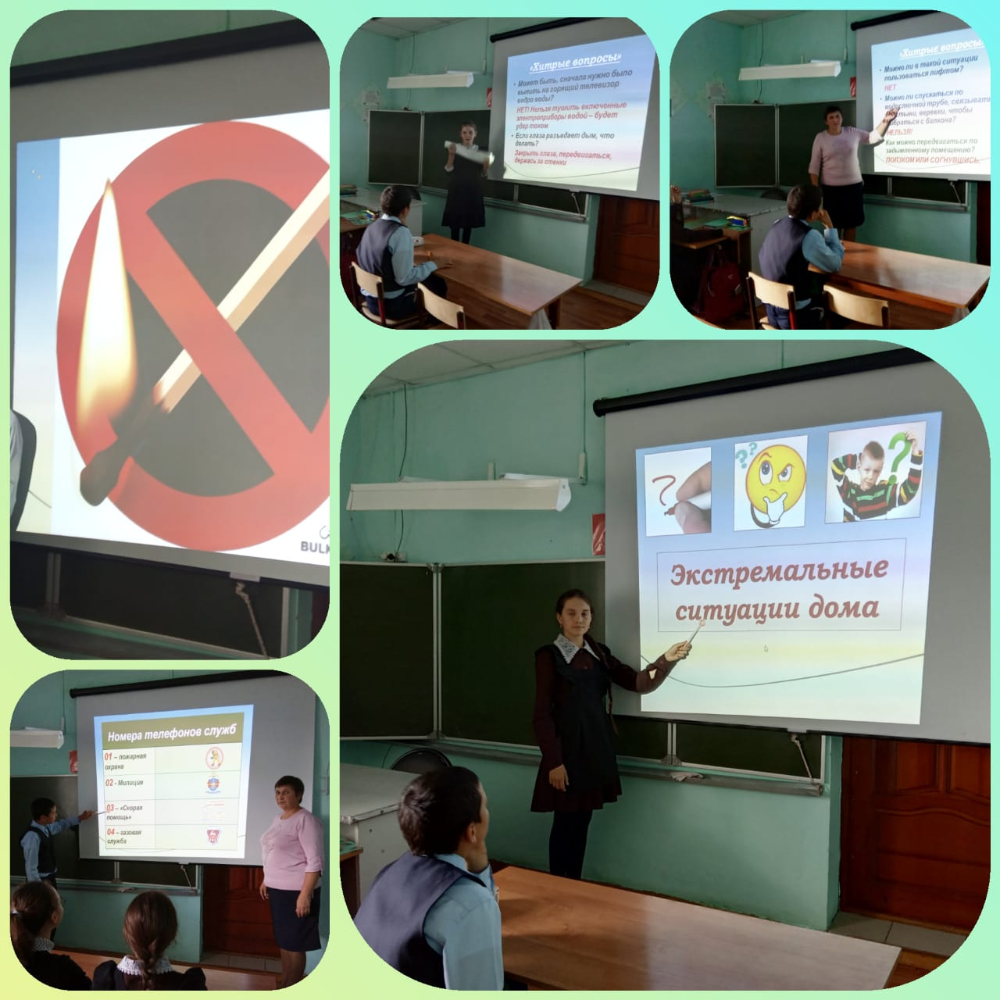 BUL
«Хитрые вопросы»
• Может быть, сначала нужно было
вылить на горящий телевизор
ведро воды?
НЕТ! Нельзя тушить включенные
электроприборы водой – будет
удар током
• Если глаза разъедает дым, что
делать?
Закрыть глаза, передвигаться,
держась за стенки
«Хитрые вопросы
• Можно ли в такой ситуации
пользоваться лифтом?
НЕТ
• Можно ли спускаться по
водосточной трубе, связывать
простыни, веревки, чтобы
балкона?
НЕЛЬЗЯ!
Как можно передвигаться по
задымленному помещению?
ПОЛЗКОМ ИЛИ СОГНУВШИСЬ.
Экстремальные
ситуации дома
Номера телефонов служб
01 – пожарная
охрана
02 - Милиция
03 – «Скорая
помощь»
04 – газовая
служба